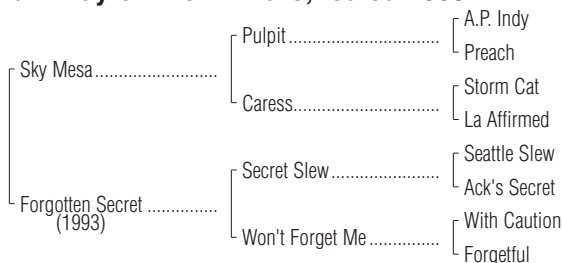 Pulpit
A.P. Indy
Preach
Sky Mesa
Caress
Storm Cat
La Affirmed
Secret Slew
Seattle Slew
Ack's Secret
Forgotten Secret
(1993)
Won't Forget Me
With Caution
Forgetful